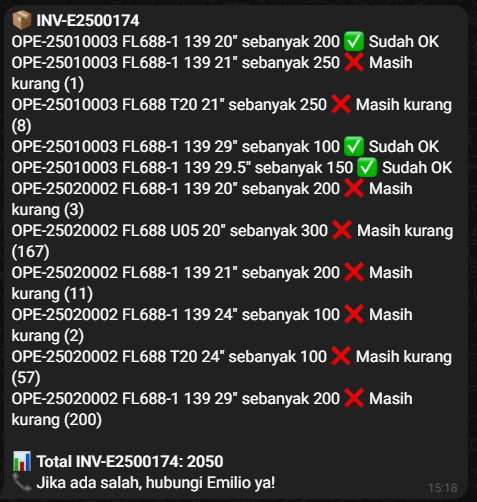 📦 INV-E2500174
OPE-25010003 FL688-1 139 20" sebanyak 200 ✅ Sudah OK
OPE-25010003 FL688-1 139 21" sebanyak 250 ❌ Masih
kurang (1)
OPE-25010003 FL688 T20 21" sebanyak 250 ❌ Masih kurang
(8)
OPE-25010003 FL688-1 139 29" sebanyak 100 ✅ Sudah OK
OPE-25010003 FL688-1 139 29.5" sebanyak 150 ✅ Sudah OK
OPE-25020002 FL688-1 139 20" sebanyak 200 ❌ Masih
kurang (3)
OPE-25020002 FL688 U05 20" sebanyak 300 ❌ Masih kurang
(167)
OPE-25020002 FL688-1 139 21" sebanyak 200 ❌ Masih
kurang (11)
OPE-25020002 FL688-1 139 24" sebanyak 100 ❌ Masih
kurang (2)
OPE-25020002 FL688 T20 24" sebanyak 100 ❌ Masih kurang
(57)
OPE-25020002 FL688-1 139 29" sebanyak 200 ❌ Masih
kurang (200)
📊 Total INV-E2500174: 2050
📞 Jika ada salah, hubungi Emilio ya!
15:18